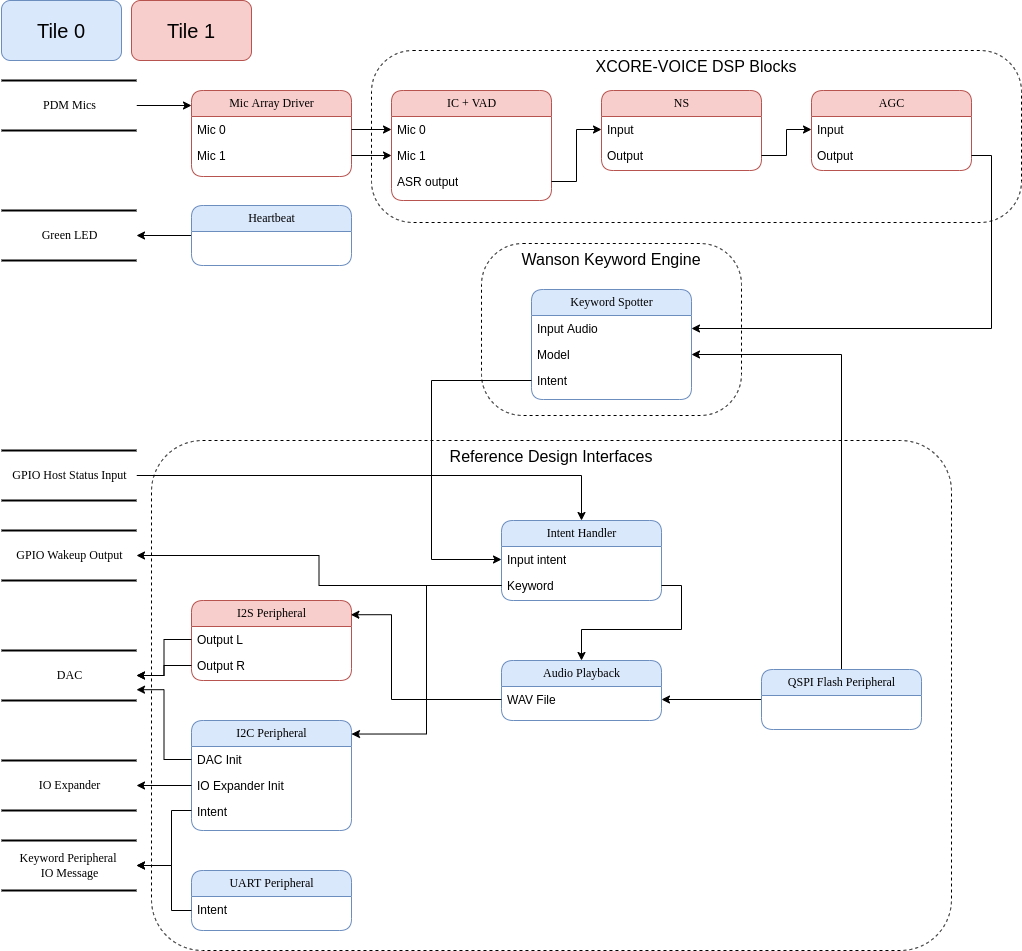 Tile 0
Tile 1
XCORE-VOICE DSP Blocks
PDM Mics
Mic Array Driver
Mic 0
Mic 1
IC + VAD
Mic 0
Mic 1
ASR output
NS
Input
Output
AGC
Input
Output
Green LED
Heartbeat
Wanson Keyword Engine
Keyword Spotter
Input Audio
Model
Intent
Reference Design Interfaces
GPIO Host Status Input
GPIO Wakeup Output
Intent Handler
Input intent
Keyword
I2S Peripheral
Output L
Output R
DAC
Audio Playback
WAV File
QSPI Flash Peripheral
I2C Peripheral
DAC Init
IO Expander Init
Intent
IO Expander
Keyword Peripheral
IO Message
UART Peripheral
Intent